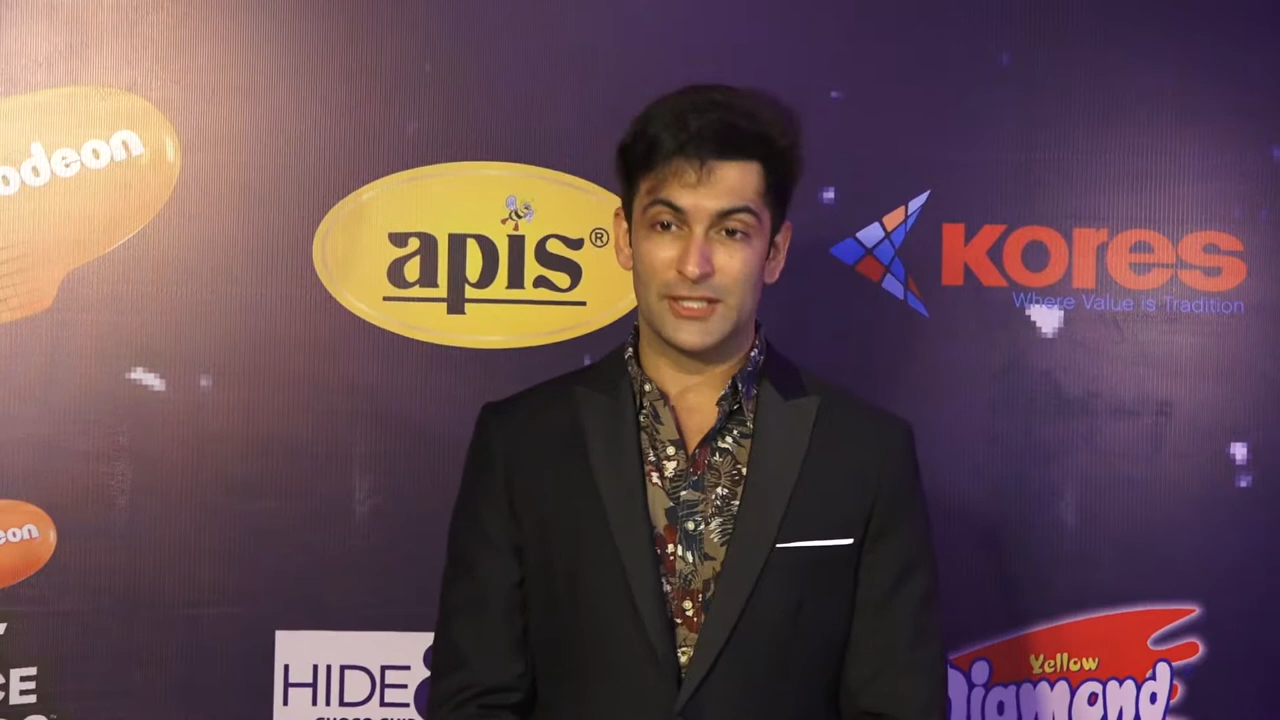 odeon
apis®
KORES
Where Value is Tradition
eon
CE
HIDE &
Yellow
Diamond